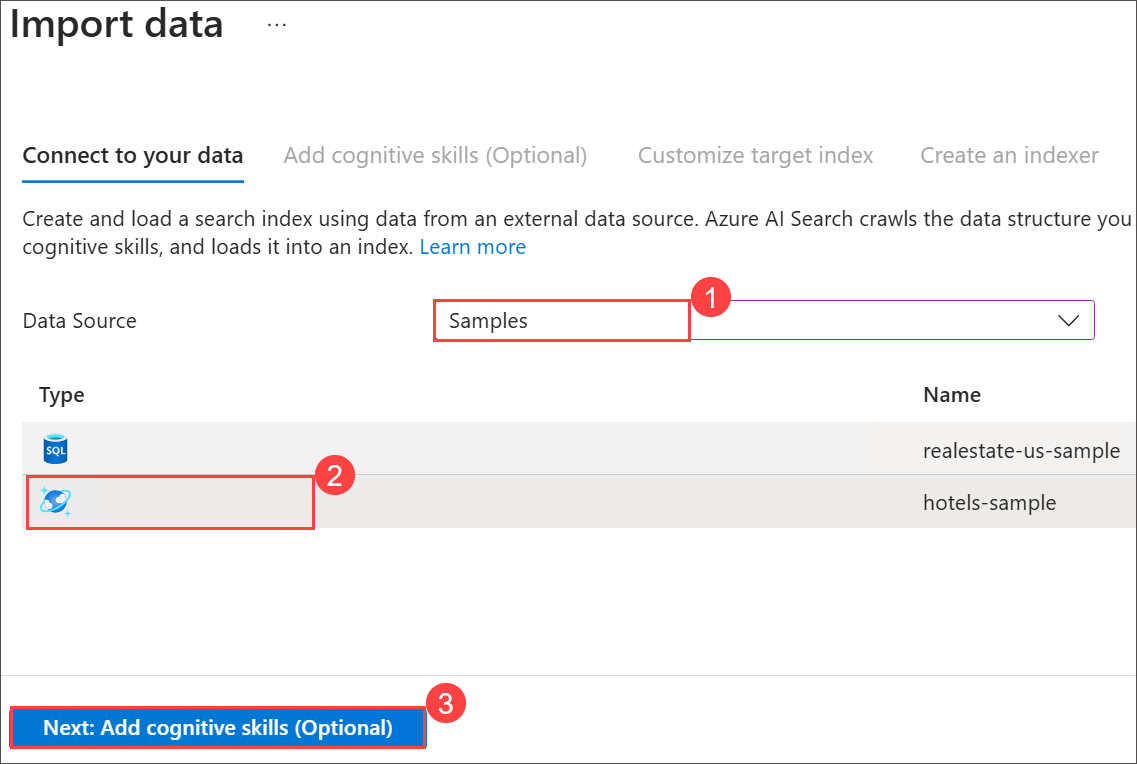 Import data ...
Connect to your data Add cognitive skills (Optional) Customize target index Create an indexer
Create and load a search index using data from an external data source. Azure AI Search crawls the data structure you
cognitive skills, and loads it into an index. Learn more
1
Data Source Samples
Type Name
SQL realestate-us-sample
2
hotels-sample
3
Next: Add cognitive skills (Optional)